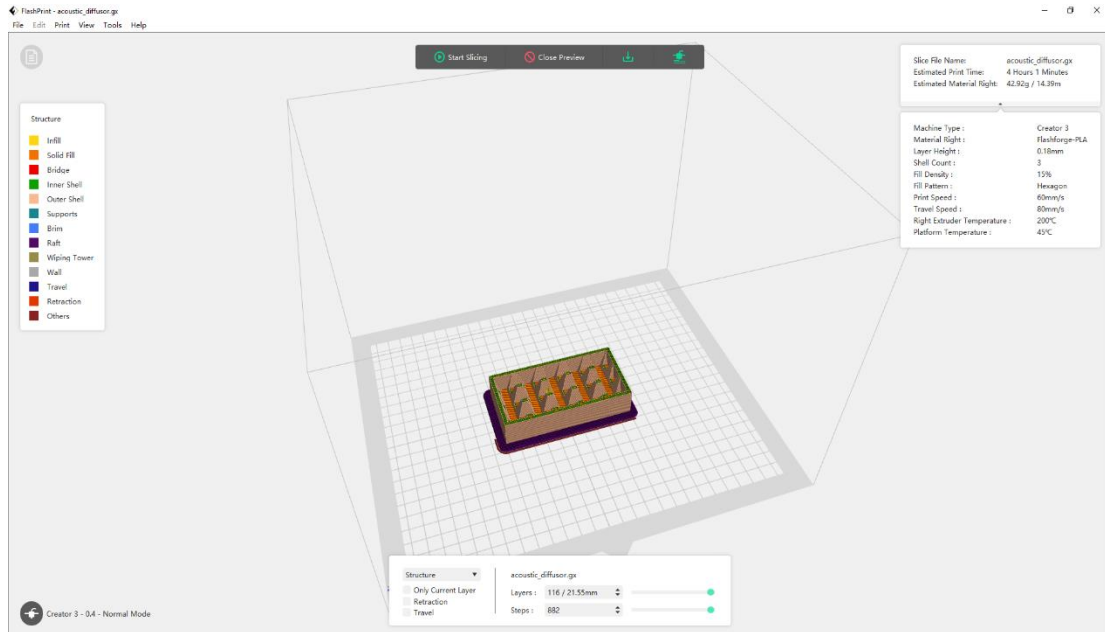 FlashPrint - acoustic_diffusor.gx
File Edit Print View Tools Help
Start Slicing Close Preview
Slice File Name: acoustic_diffusor.gx
Estimated Print Time: 4 Hours 1 Minutes
Estimated Material Right: 42.92g / 14.39m
Machine Type : Creator 3
Material Right : Flashforge-PLA
Layer Height : 0.18mm
Shell Count : 3
Fill Density : 15%
Fill Pattern : Hexagon
Print Speed : 60mm/s
Travel Speed : 80mm/s
Right Extruder Temperature : 200℃
Platform Temperature : 45℃
Structure
Infill
Solid Fill
Bridge
Inner Shell
Outer Shell
Supports
Brim
Raft
Wiping Tower
Wall
Travel
Retraction
Others
Structure
Only Current Layer
Retraction
Travel
acoustic_diffusor.gx
Layers : 116 / 21.55mm
Steps : 882
Creator 3 - 0.4 - Normal Mode